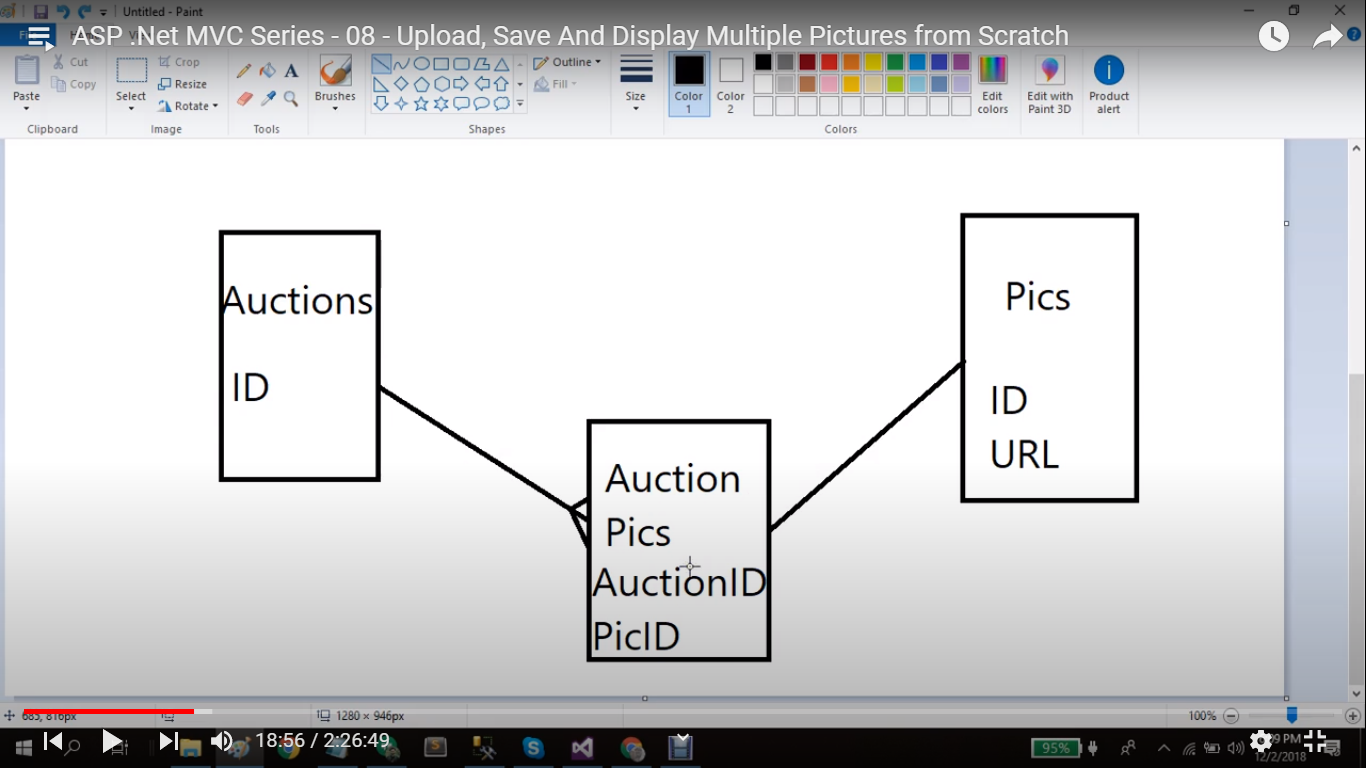 Untitled - Paint
ASP .Net MVC Series - 08 - Upload, Save And Display Multiple Pictures from Scratch
Paste
Cut
Copy
Clipboard
Select
Crop
Resize
Rotate
Image
A
Tools
Brushes
Outline
Fill
Shapes
Size
Color
1
Color
2
Colors
Edit
colors
Edit with
Paint 3D
Product
alert
Auctions
ID
Auction
Pics
AuctionID
PicID
Pics
ID
URL
1280 × 946px
100%
18:56 / 2:26:49
95%
12/2/2018